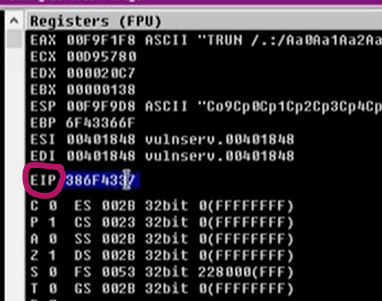 Registers (FPU)
EAX 00F9F1F8 ASCII "TRUN /.:/Aa0Aa1Aa2Aa
ECX 00D95780
EDX 000020C7
EBX 00000138
ESP 00F9F9D8 ASCII "Co9Cp0Cp1Cp2Cp3Cp4Cp
EBP 6F43366F
ESI 00401848 vulnserv.00401848
EDI 00401848 vulnserv.00401848
EIP 386F4337
C 0 ES 002B 32bit 0(FFFFFFFF)
P 1 CS 0023 32bit 0(FFFFFFFF)
A 0 SS 002B 32bit 0(FFFFFFFF)
Z 1 DS 002B 32bit 0(FFFFFFFF)
S 0 FS 0053 32bit 228000(FFF)
T 0 GS 002B 32bit 0(FFFFFFFF)